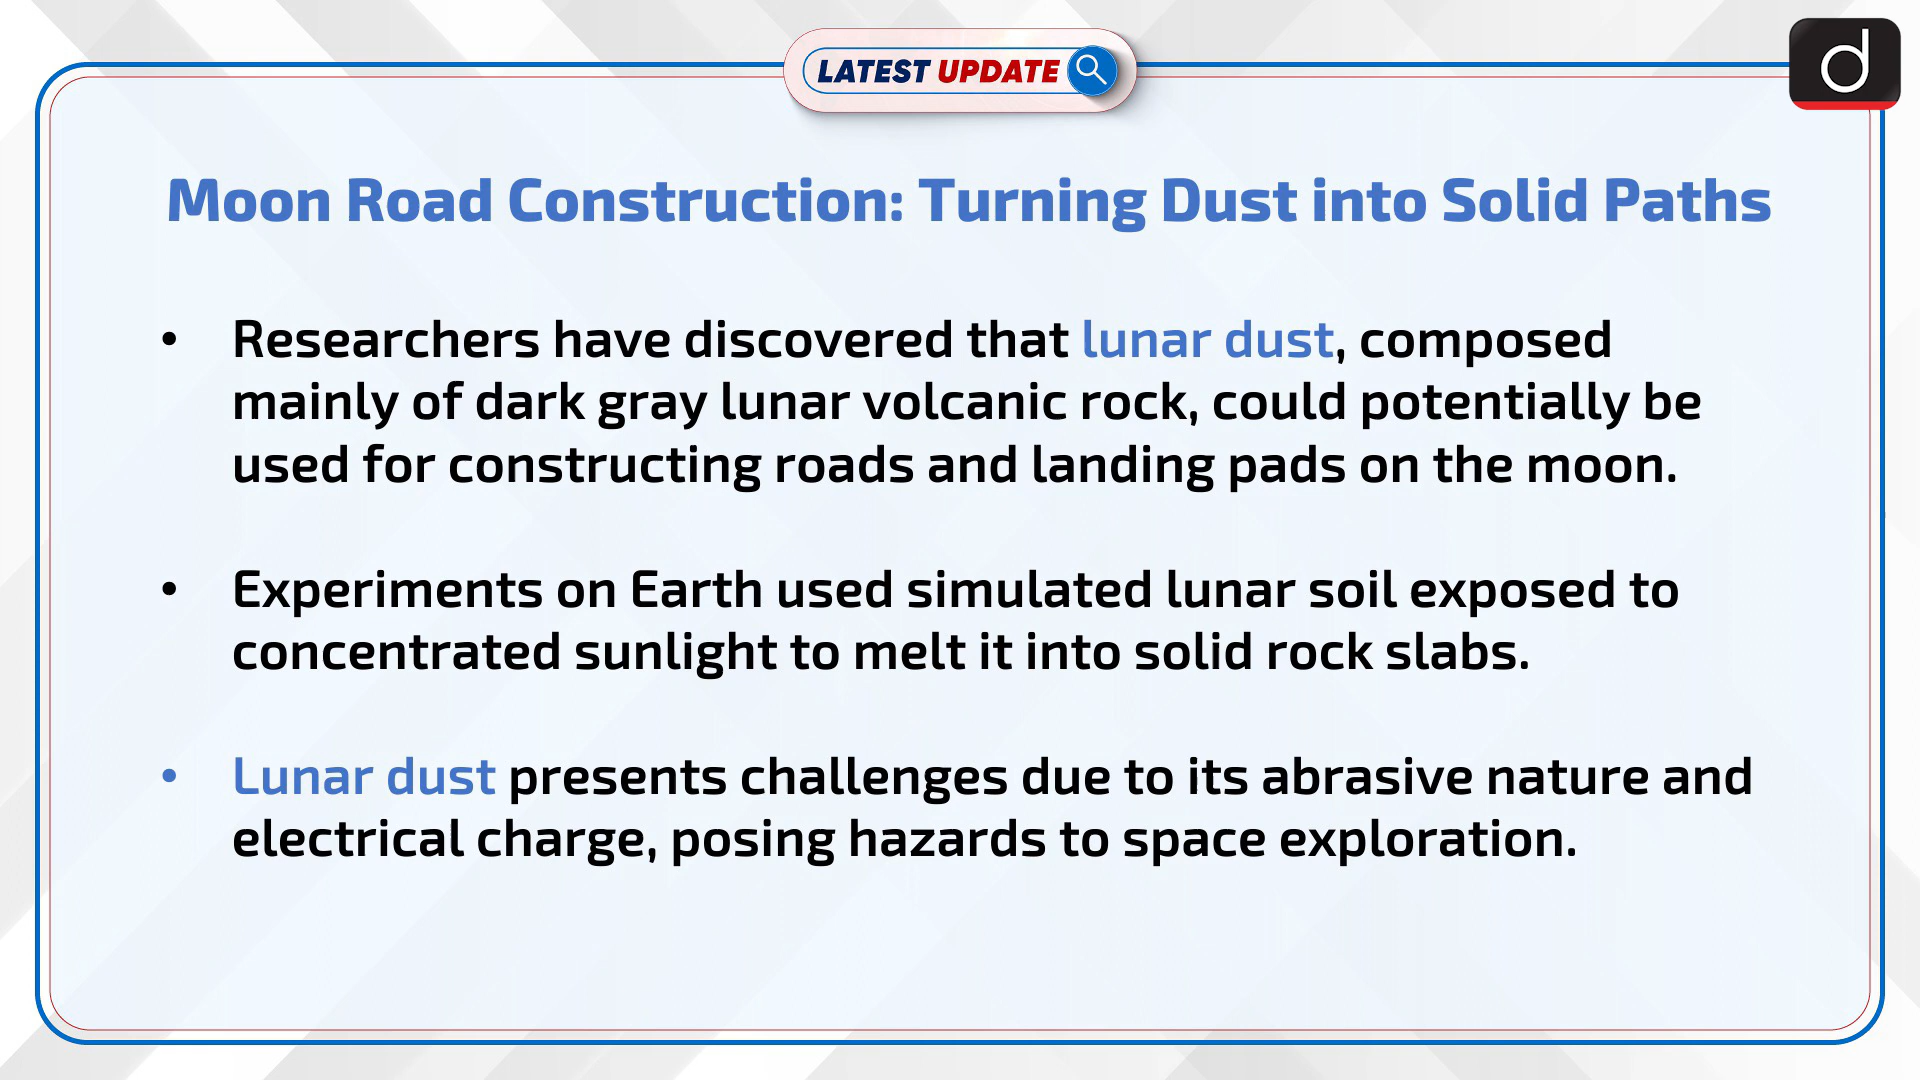 LATEST UPDATE
d
Moon Road Construction: Turning Dust into Solid Paths
• Researchers have discovered that lunar dust, composed
mainly of dark gray lunar volcanic rock, could potentially be
used for constructing roads and landing pads on the moon.
• Experiments on Earth used simulated lunar soil exposed to
concentrated sunlight to melt it into solid rock slabs.
• Lunar dust presents challenges due to its abrasive nature and
electrical charge, posing hazards to space exploration.